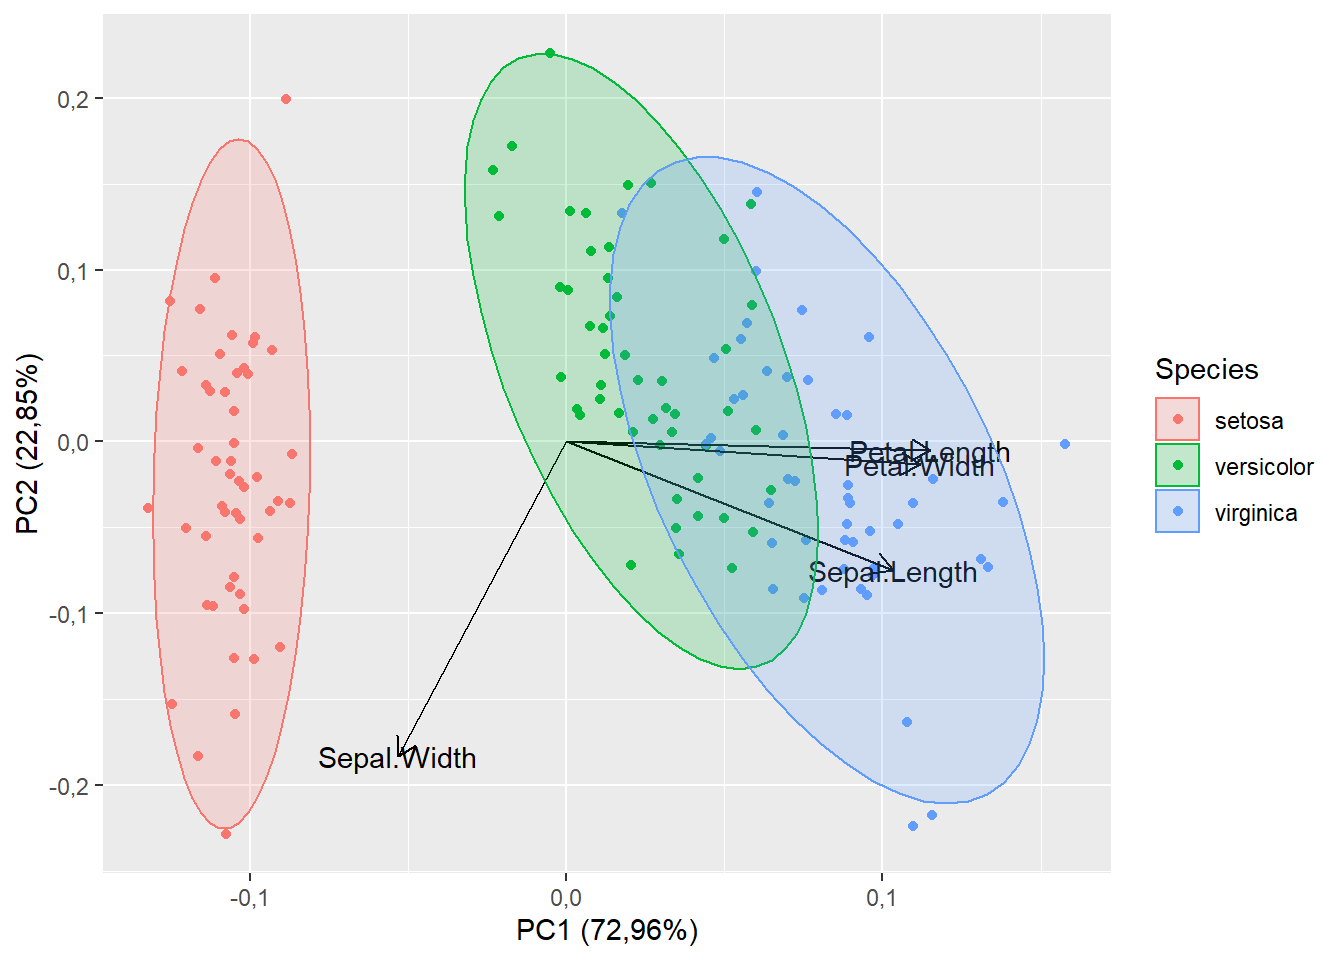 0,2
0,1
0,0
-0,1
-0,2
PC2 (22,85%)
Petal.Length
Petal.Width
Sepal.Length
Sepal.Width
-0,1
0,0
0,1
PC1 (72,96%)
Species
setosa
versicolor
virginica